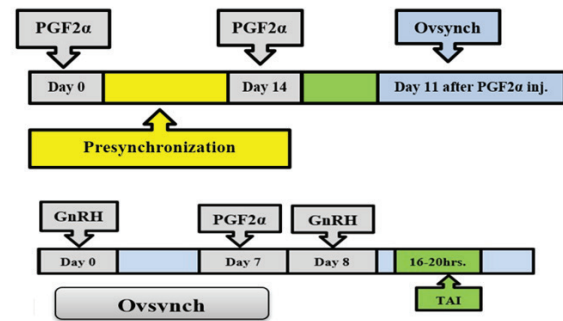 PGF2α PGF2α Ovsynch
Day 0 Day 14 Day 11 after PGF2α inj.
Presynchronization
GnRH PGF2α GnRH
Day 0 Day 7 Day 8 16-20hrs.
Ovsynch TAI